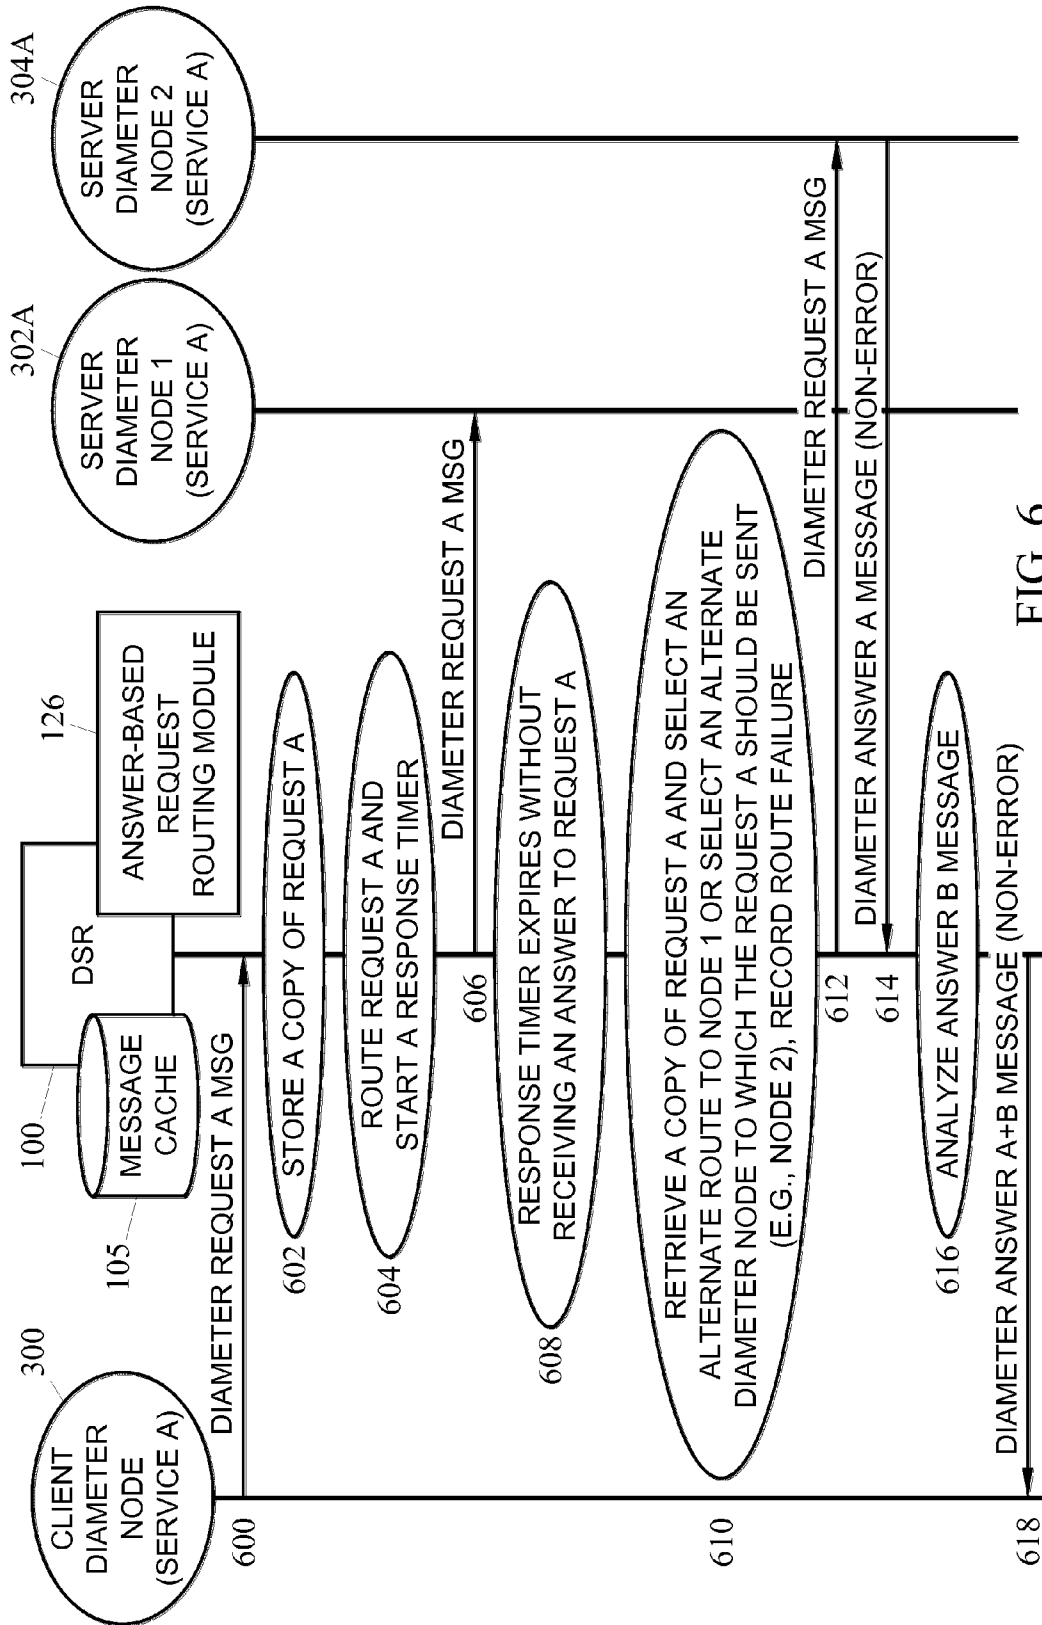 300
CLIENT
DIAMETER
NODE
(SERVICE A)
100
DSR
105
MESSAGE
CACHE
126
ANSWER-BASED
REQUEST
ROUTING MODULE
302A
SERVER
DIAMETER
NODE 1
(SERVICE A)
304A
SERVER
DIAMETER
NODE 2
(SERVICE A)
600
DIAMETER REQUEST A MSG
602
STORE A COPY OF REQUEST A
604
ROUTE REQUEST A AND
START A RESPONSE TIMER
606
DIAMETER REQUEST A MSG
608
RESPONSE TIMER EXPIRES WITHOUT
RECEIVING AN ANSWER TO REQUEST A
610
RETRIEVE A COPY OF REQUEST A AND SELECT AN
ALTERNATE ROUTE TO NODE 1 OR SELECT AN ALTERNATE
DIAMETER NODE TO WHICH THE REQUEST A SHOULD BE SENT
(E.G., NODE 2), RECORD ROUTE FAILURE
612
DIAMETER REQUEST A MSG
614
DIAMETER ANSWER A MESSAGE (NON-ERROR)
616
ANALYZE ANSWER B MESSAGE
618
DIAMETER ANSWER A+B MESSAGE (NON-ERROR)
FIG. 6